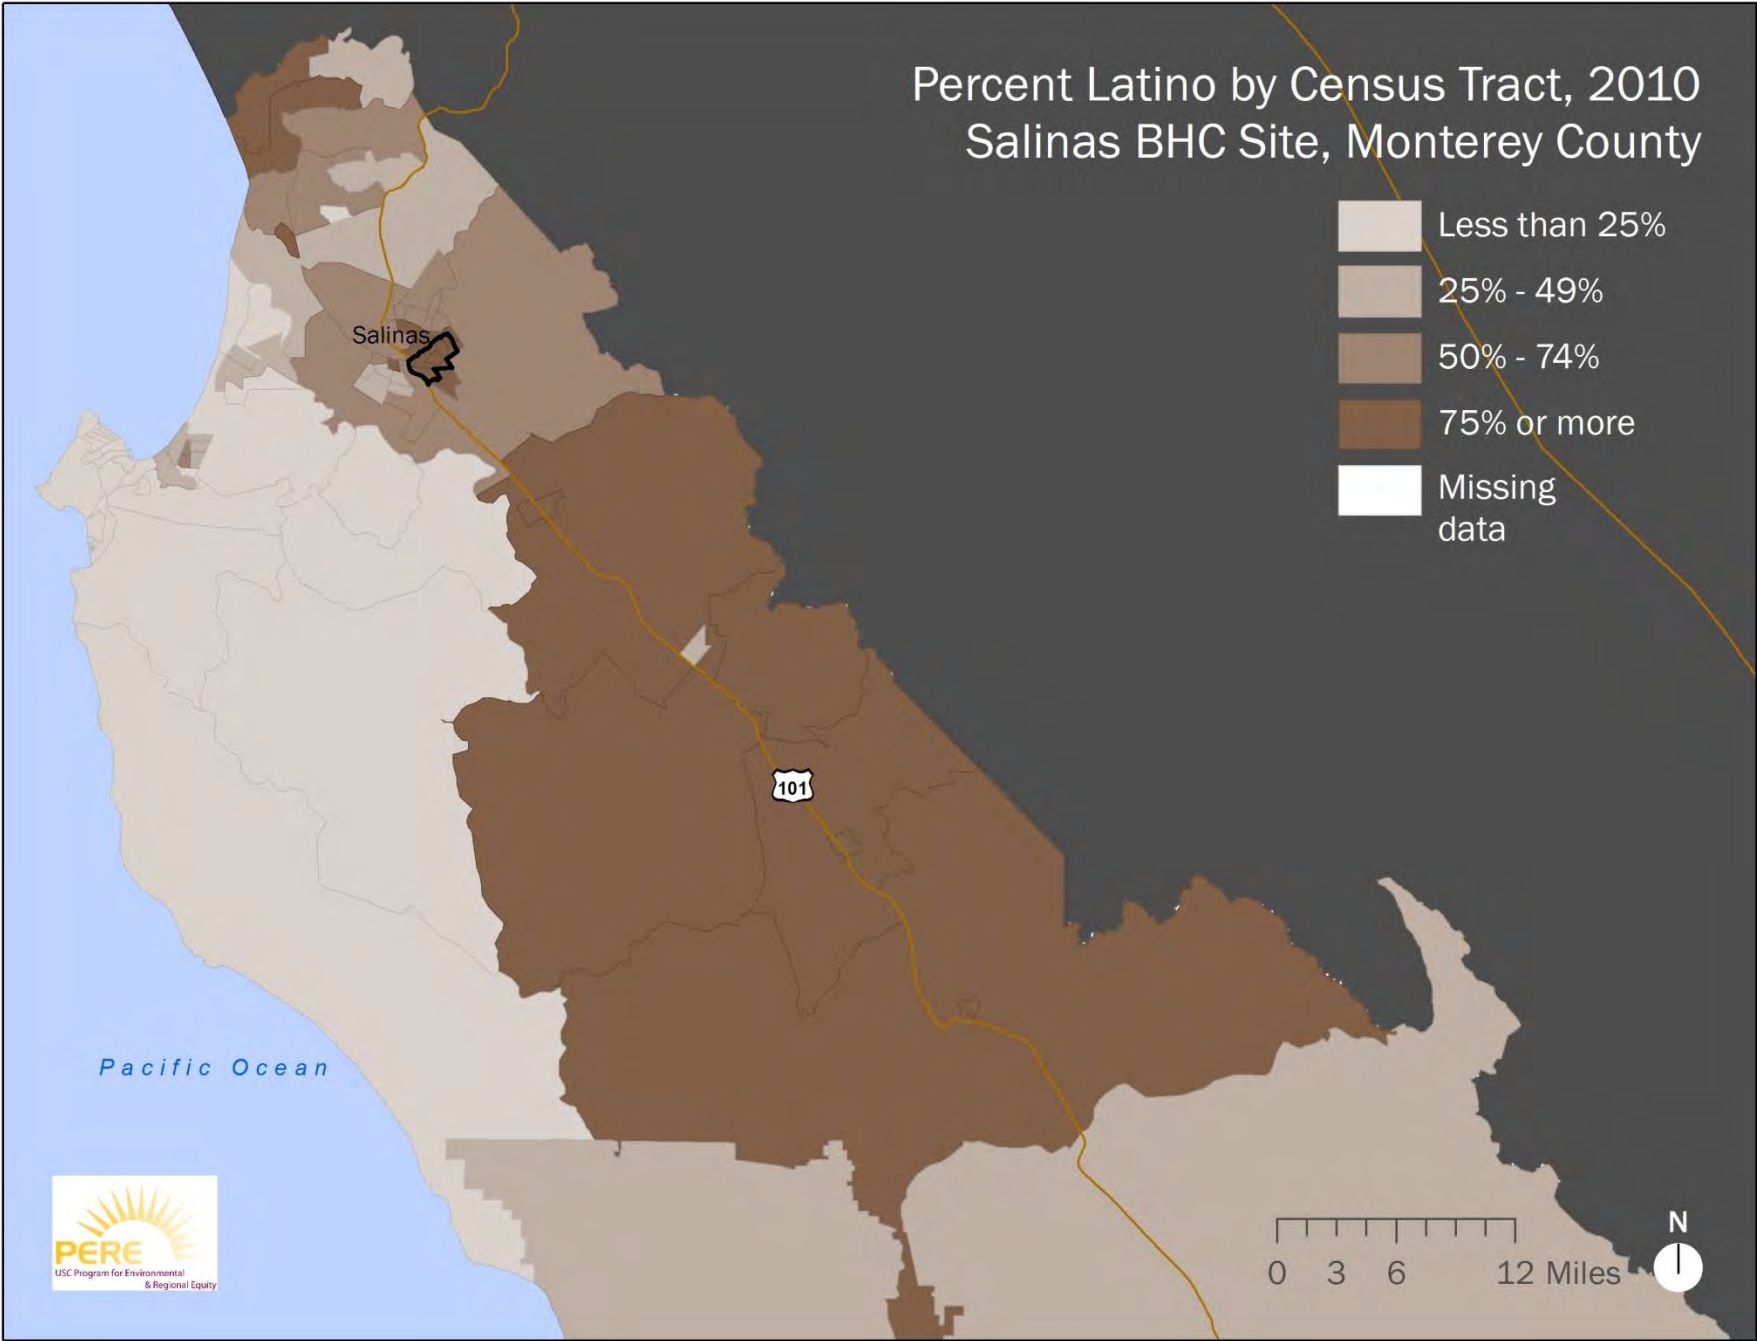 Percent Latino by Census Tract, 2010
Salinas BHC Site, Monterey County
Less than 25%
25% - 49%
50% - 74%
75% or more
Missing
data
Salinas
101
Pacific Ocean
PERE
USC Program for Environmental
& Regional Equity
N
0 3 6 12 Miles